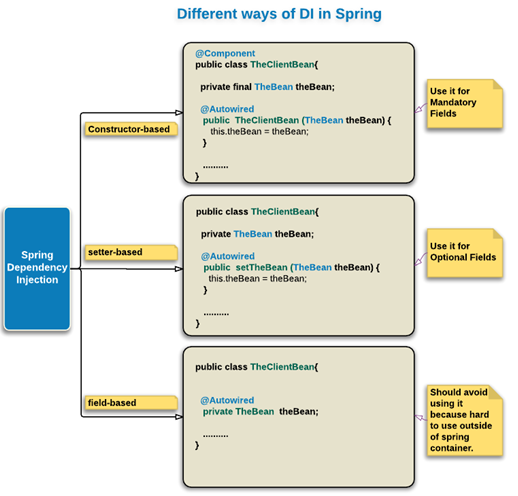 Different ways of DI in Spring
@Component
public class TheClientBean{
private final TheBean theBean;
@Autowired
public TheClientBean (TheBean theBean) {
this.theBean = theBean;
}
..........
}
Constructor-based
Use it for
Mandatory
Fields
public class TheClientBean{
private TheBean theBean;
@Autowired
public setTheBean (TheBean theBean) {
this.theBean = theBean;
}
..........
}
Spring
Dependency
Injection
setter-based
Use it for
Optional Fields
public class TheClientBean{
@Autowired
private TheBean theBean;
..........
}
field-based
Should avoid
using it
because hard
to use outside
of spring
container.